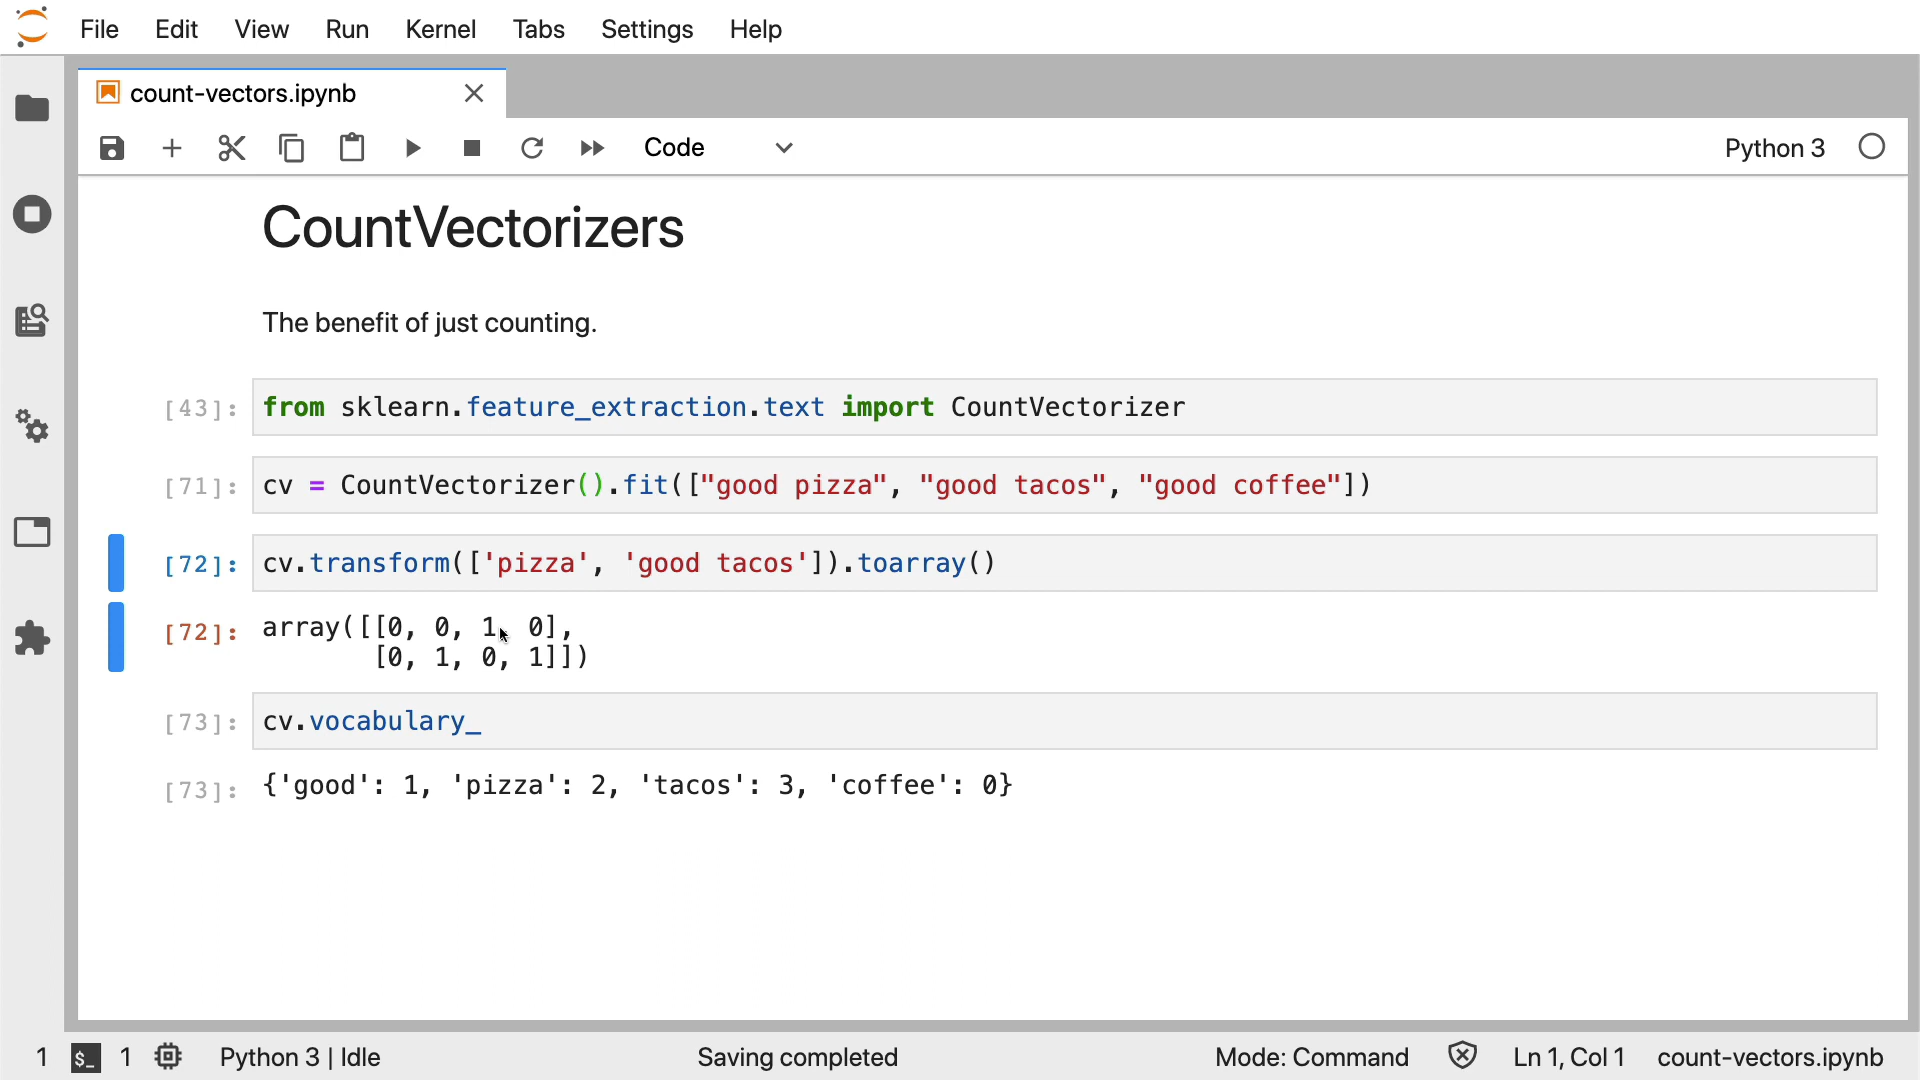 File Edit View Run Kernel Tabs Settings Help
count-vectors.ipynb
Code Python 3
CountVectorizers
The benefit of just counting.
[43]: from sklearn.feature_extraction.text import CountVectorizer
[71]: cv = CountVectorizer().fit(["good pizza", "good tacos", "good coffee"])
[72]: cv.transform(['pizza', 'good tacos']).toarray()
[72]: array([[0, 0, 1, 0],
[0, 1, 0, 1]])
[73]: cv.vocabulary_
[73]: {'good': 1, 'pizza': 2, 'tacos': 3, 'coffee': 0}
1 $_ 1 Python 3 | Idle Saving completed Mode: Command Ln 1, Col 1 count-vectors.ipynb